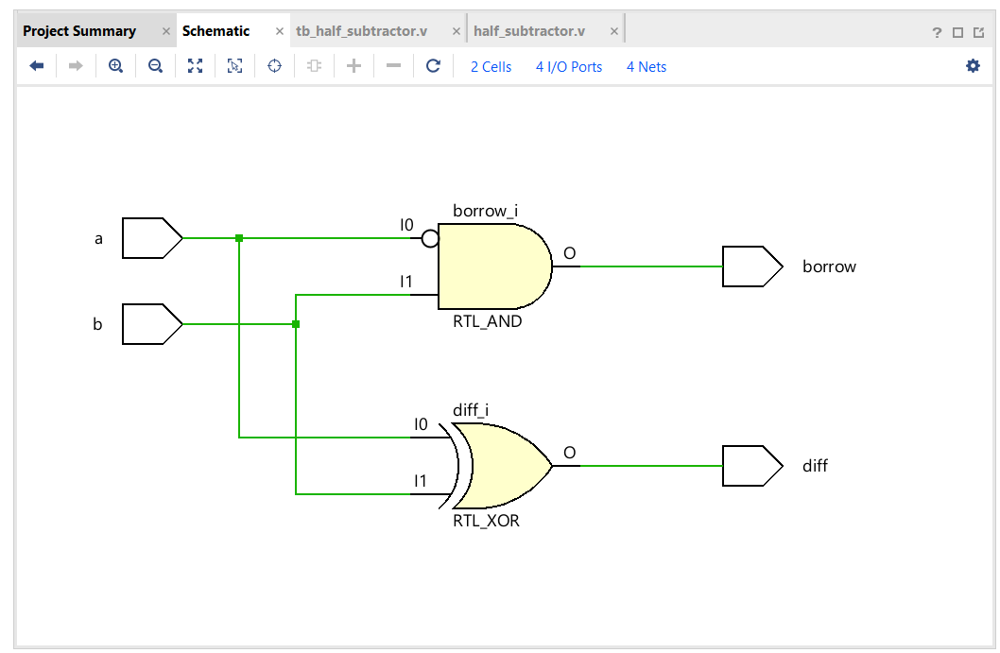 Project Summary × Schematic × tb_half_subtractor.v × half_subtractor.v × ?
2 Cells 4 I/O Ports 4 Nets
borrow_i
a I0 O borrow
I1
RTL_AND
b
diff_i
I0 O diff
I1
RTL_XOR